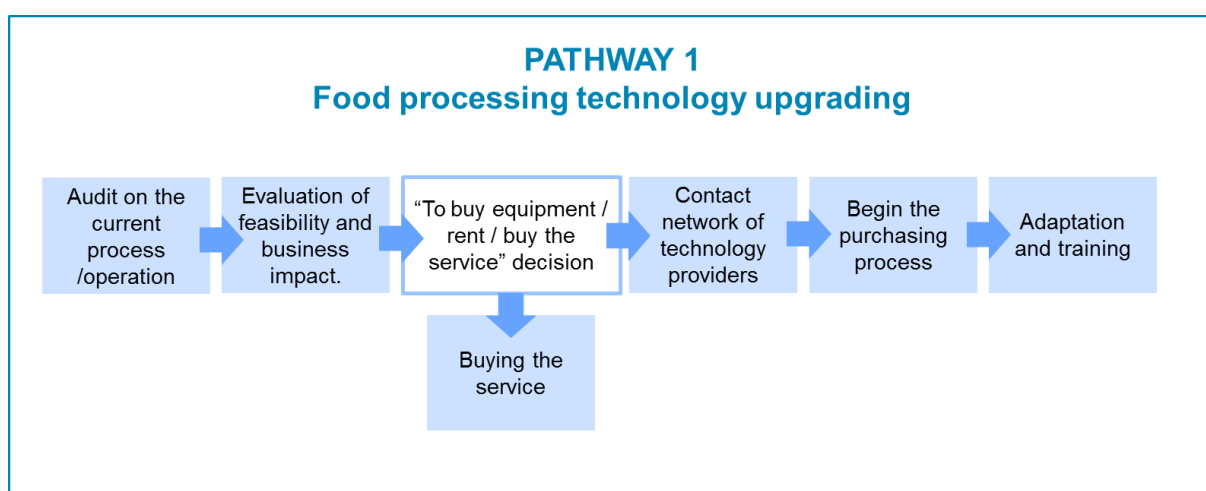 PATHWAY 1
Food processing technology upgrading
Audit on the
current
process
/operation
Evaluation of
feasibility and
business
impact.
“To buy equipment /
rent / buy the
service” decision
Contact
network of
technology
providers
Begin the
purchasing
process
Adaptation
and training
Buying the
service